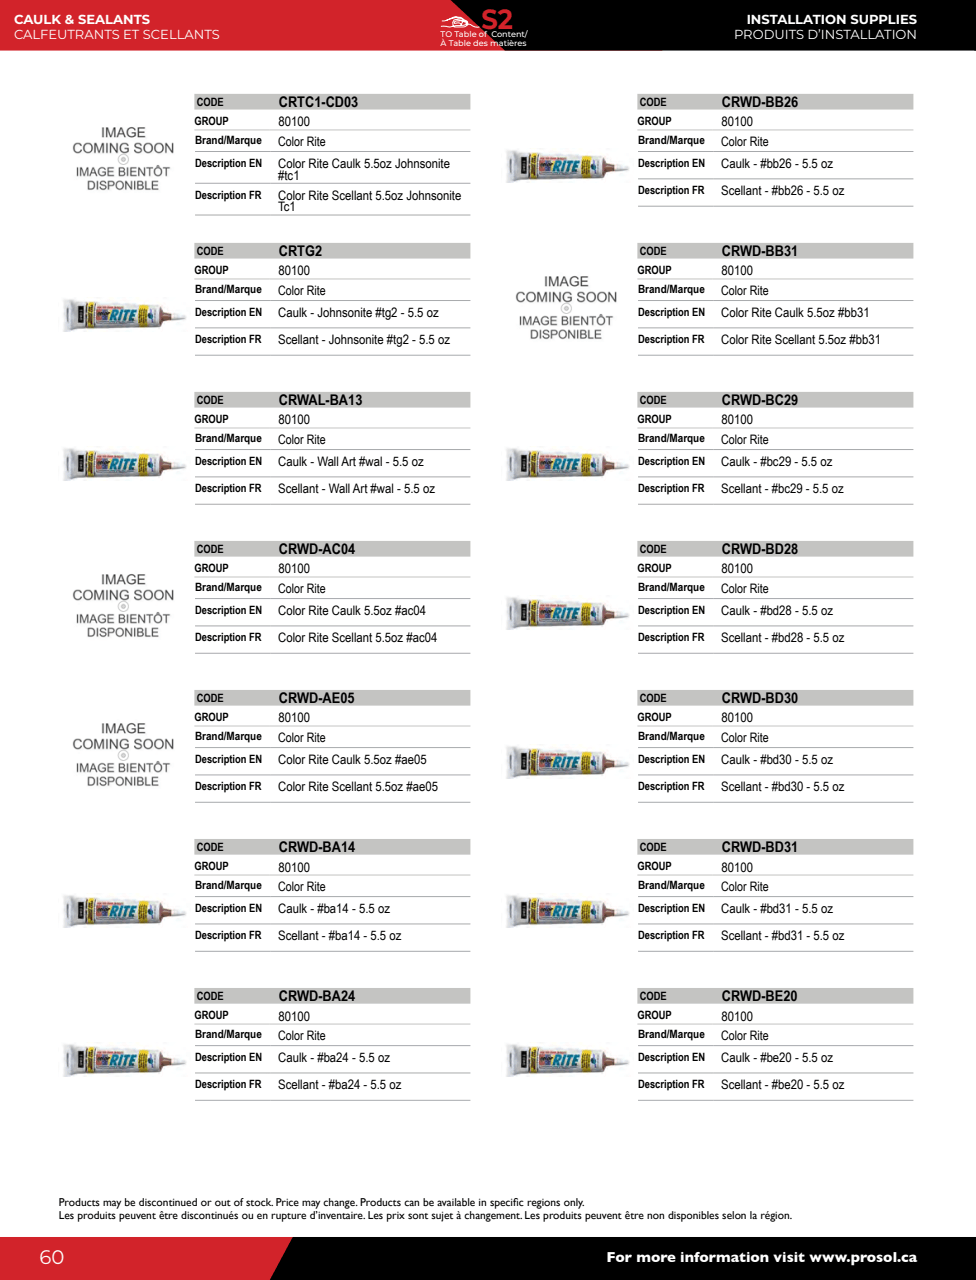 CAULK & SEALANTS
CALFEUTRANTS ET SCELLANTS
S2
TO Table of Content/
À Table des matières
INSTALLATION SUPPLIES
PRODUITS D'INSTALLATION
IMAGE
COMING SOON
IMAGE BIENTÔT
DISPONIBLE
CODE CRTC1-CD03
GROUP 80100
Brand/Marque Color Rite
Description EN Color Rite Caulk 5.5oz Johnsonite
#tc1
Description FR Color Rite Scellant 5.5oz Johnsonite
Tc1
RITE
CODE CRTG2
GROUP 80100
Brand/Marque Color Rite
Description EN Caulk - Johnsonite #tg2 - 5.5 oz
Description FR Scellant - Johnsonite #tg2 - 5.5 oz
RITE
CODE CRWAL-BA13
GROUP 80100
Brand/Marque Color Rite
Description EN Caulk - Wall Art #wal - 5.5 oz
Description FR Scellant - Wall Art #wal - 5.5 oz
IMAGE
COMING SOON
IMAGE BIENTÔT
DISPONIBLE
CODE CRWD-AC04
GROUP 80100
Brand/Marque Color Rite
Description EN Color Rite Caulk 5.5oz #ac04
Description FR Color Rite Scellant 5.5oz #ac04
IMAGE
COMING SOON
IMAGE BIENTÔT
DISPONIBLE
CODE CRWD-AE05
GROUP 80100
Brand/Marque Color Rite
Description EN Color Rite Caulk 5.5oz #ae05
Description FR Color Rite Scellant 5.5oz #ae05
RITE
CODE CRWD-BA14
GROUP 80100
Brand/Marque Color Rite
Description EN Caulk - #ba14 - 5.5 oz
Description FR Scellant - #ba14 - 5.5 oz
RITE
CODE CRWD-BA24
GROUP 80100
Brand/Marque Color Rite
Description EN Caulk - #ba24 - 5.5 oz
Description FR Scellant - #ba24 - 5.5 oz
RITE
CODE CRWD-BB26
GROUP 80100
Brand/Marque Color Rite
Description EN Caulk - #bb26 - 5.5 oz
Description FR Scellant - #bb26 - 5.5 oz
IMAGE
COMING SOON
IMAGE BIENTÔT
DISPONIBLE
CODE CRWD-BB31
GROUP 80100
Brand/Marque Color Rite
Description EN Color Rite Caulk 5.5oz #bb31
Description FR Color Rite Scellant 5.5oz #bb31
RITE
CODE CRWD-BC29
GROUP 80100
Brand/Marque Color Rite
Description EN Caulk - #bc29 - 5.5 oz
Description FR Scellant - #bc29 - 5.5 oz
RITE
CODE CRWD-BD28
GROUP 80100
Brand/Marque Color Rite
Description EN Caulk - #bd28 - 5.5 oz
Description FR Scellant - #bd28 - 5.5 oz
RITE
CODE CRWD-BD30
GROUP 80100
Brand/Marque Color Rite
Description EN Caulk - #bd30 - 5.5 oz
Description FR Scellant - #bd30 - 5.5 oz
RITE
CODE CRWD-BD31
GROUP 80100
Brand/Marque Color Rite
Description EN Caulk - #bd31 - 5.5 oz
Description FR Scellant - #bd31 - 5.5 oz
RITE
CODE CRWD-BE20
GROUP 80100
Brand/Marque Color Rite
Description EN Caulk - #be20 - 5.5 oz
Description FR Scellant - #be20 - 5.5 oz
Products may be discontinued or out of stock. Price may change. Products can be available in specific regions only.
Les produits peuvent être discontinués ou en rupture d'inventaire. Les prix sont sujet à changement. Les produits peuvent être non disponibles selon la région.
60
For more information visit www.prosol.ca